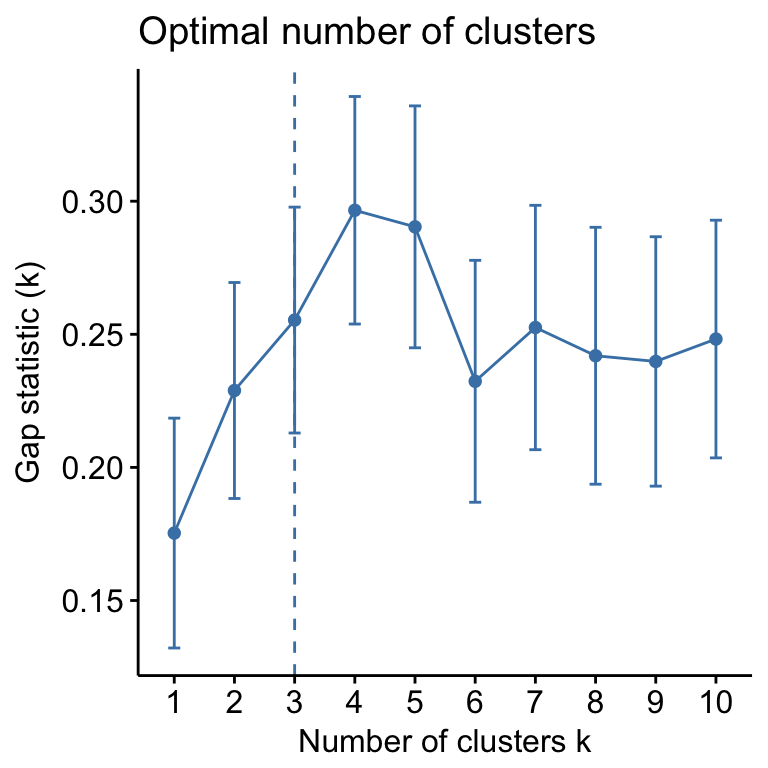 Optimal number of clusters
Gap statistic (k)
0.30
0.25
0.20
0.15
1 2 3 4 5 6 7 8 9 10
Number of clusters k